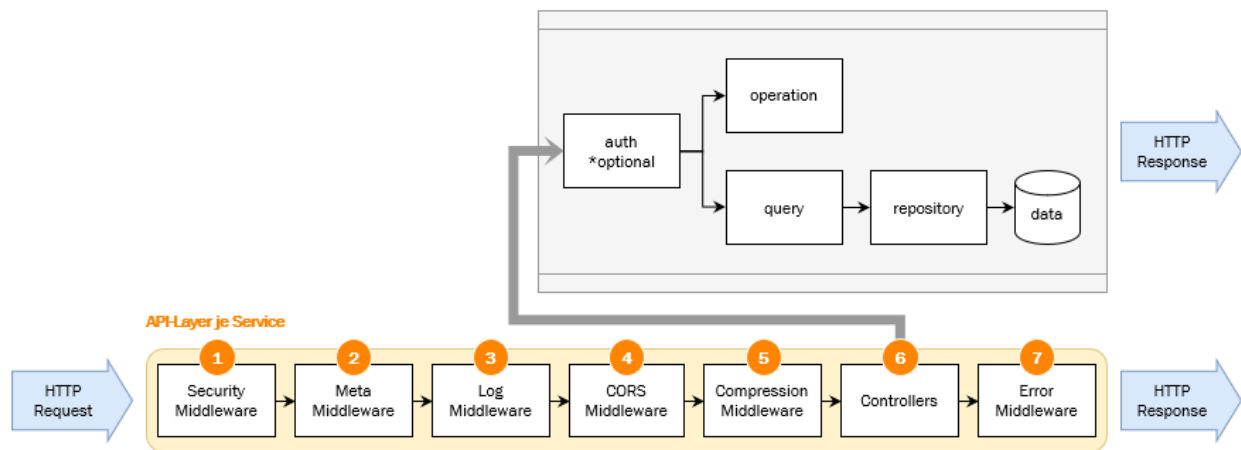 operation
auth
*optional
HTTP
Response
query
repository
data
API-Layer je Service
1
2
3
4
5
6
7
HTTP
Request
Security
Middleware
Meta
Middleware
Log
Middleware
CORS
Middleware
Compression
Middleware
Controllers
Error
Middleware
HTTP
Response